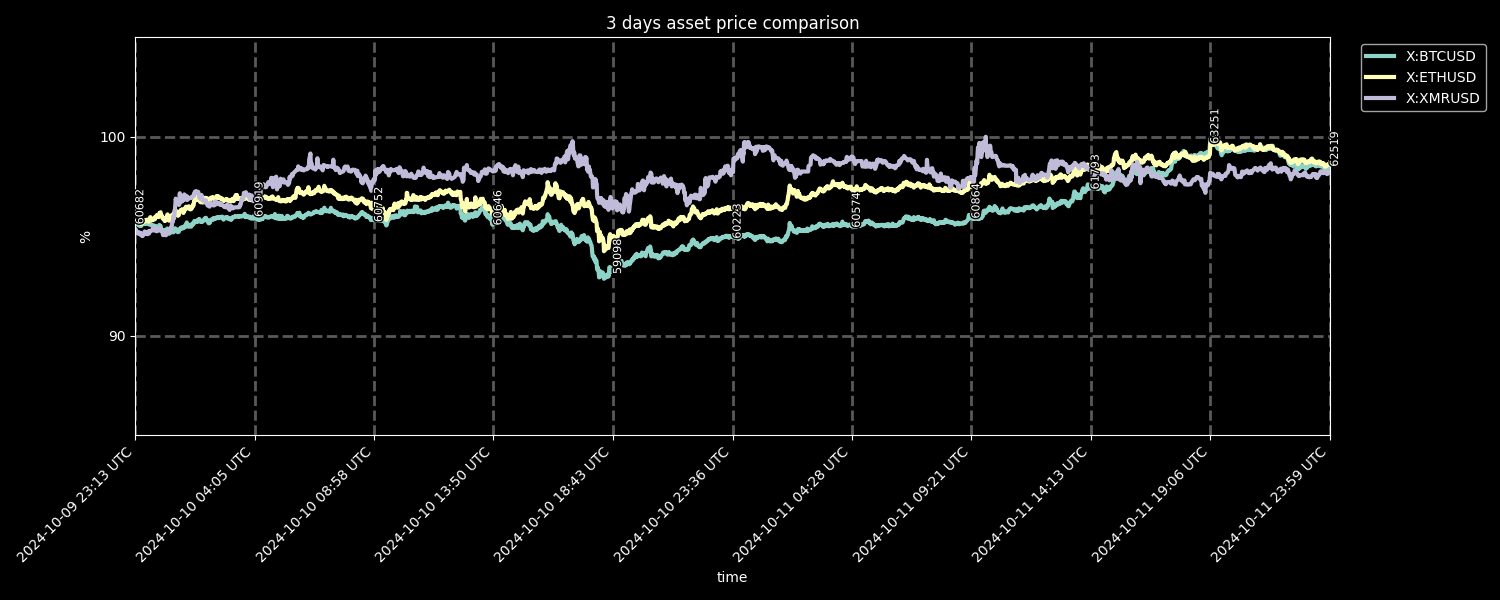 3 days asset price comparison
X:BTCUSD
X:ETHUSD
X:XMRUSD
%
100
90
60682
60919
60752
60646
59098
60223
60574
60864
61793
63251
62519
2024-10-09 23:13 UTC
2024-10-10 04:05 UTC
2024-10-10 08:58 UTC
2024-10-10 13:50 UTC
2024-10-10 18:43 UTC
2024-10-10 23:36 UTC
2024-10-11 04:28 UTC
2024-10-11 09:21 UTC
2024-10-11 14:13 UTC
2024-10-11 19:06 UTC
2024-10-11 23:59 UTC
time